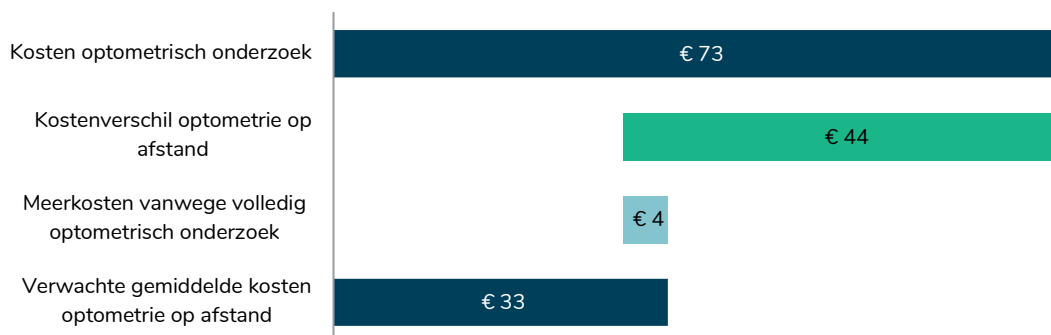 Kosten optometrisch onderzoek
€ 73
Kostenverschil optometrie op
afstand
€ 44
Meerkosten vanwege volledig
optometrisch onderzoek
€ 4
Verwachte gemiddelde kosten
optometrie op afstand
€ 33